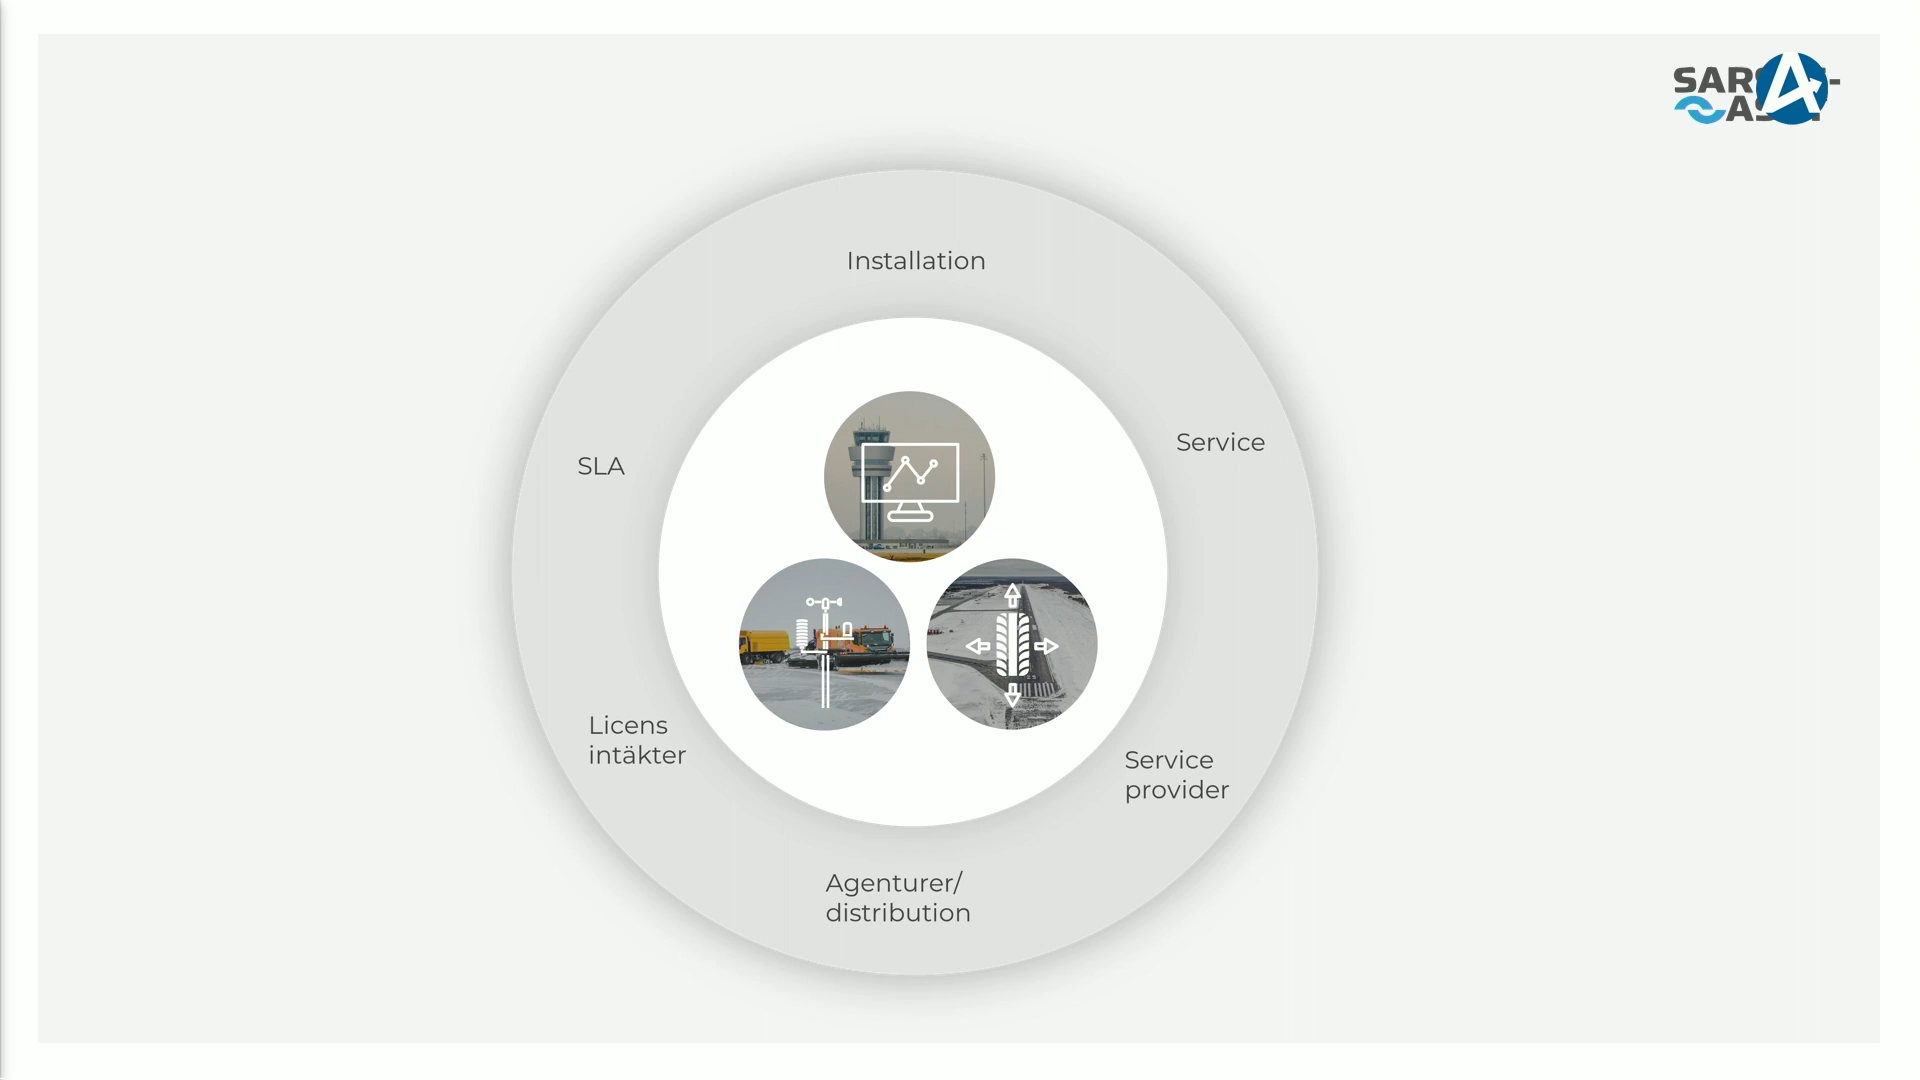 Installation
Service
SLA
Licens
intäkter
Service
provider
Agenturer/
distribution